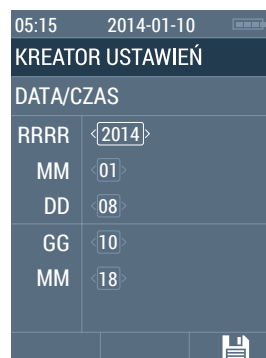 05:15 2014-01-10
KREATOR USTAWIEŃ
DATA/CZAS
RRRR <2014>
MM <01>
DD <08>
GG <10>
MM <18>